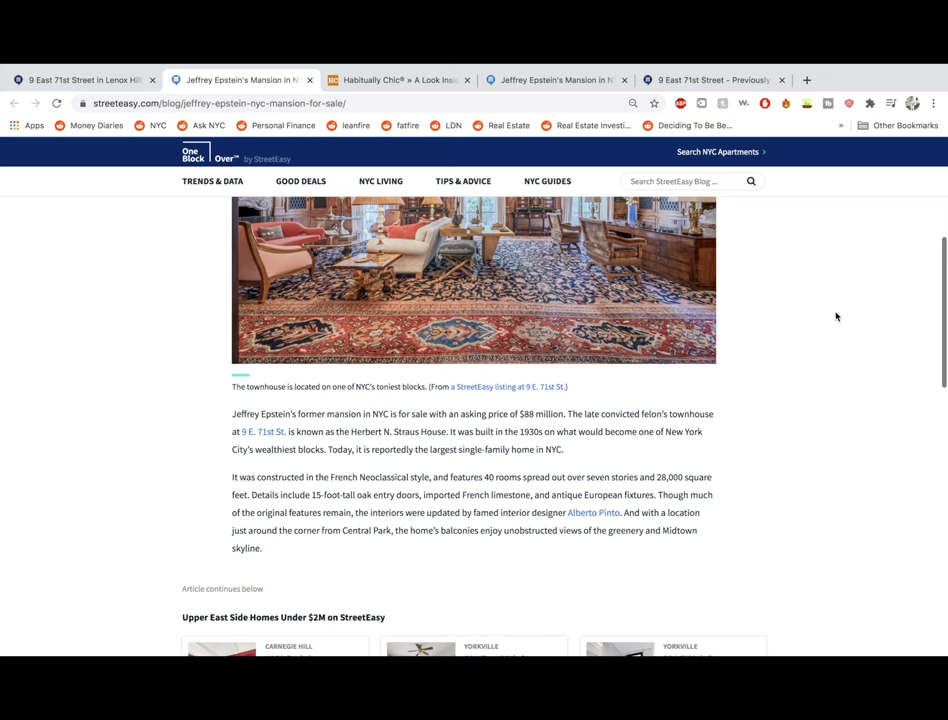 9 East 71st Street in Lenox Hill
Jeffrey Epstein's Mansion in N
Habitually Chic® » A Look Insi
Jeffrey Epstein's Mansion in N
9 East 71st Street - Previously
streeteasy.com/blog/jeffrey-epstein-nyc-mansion-for-sale/
ABP
Apps
Money Diaries
NYC
Ask NYC
Personal Finance
leanfire
fatfire
LDN
Real Estate
Real Estate Investi...
Deciding To Be Be...
»
Other Bookmarks
One
Block Over™ by StreetEasy
Search NYC Apartments
TRENDS & DATA
GOOD DEALS
NYC LIVING
TIPS & ADVICE
NYC GUIDES
Search StreetEasy Blog ...
The townhouse is located on one of NYC's toniest blocks. (From a StreetEasy listing at 9 E. 71st St.)
Jeffrey Epstein's former mansion in NYC is for sale with an asking price of $88 million. The late convicted felon's townhouse
at 9 E. 71st St. is known as the Herbert N. Straus House. It was built in the 1930s on what would become one of New York
City's wealthiest blocks. Today, it is reportedly the largest single-family home in NYC.
It was constructed in the French Neoclassical style, and features 40 rooms spread out over seven stories and 28,000 square
feet. Details include 15-foot-tall oak entry doors, imported French limestone, and antique European fixtures. Though much
of the original features remain, the interiors were updated by famed interior designer Alberto Pinto. And with a location
just around the corner from Central Park, the home's balconies enjoy unobstructed views of the greenery and Midtown
skyline.
Article continues below
Upper East Side Homes Under $2M on StreetEasy
CARNEGIE HILL
YORKVILLE
YORKVILLE